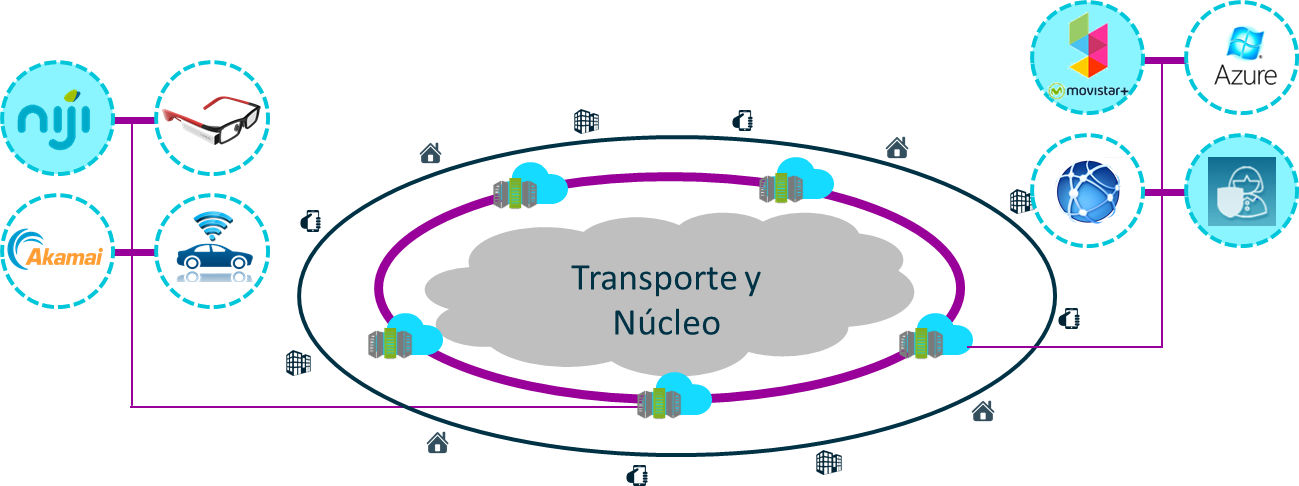 niji
Akamai
movistar+
Azure
Transporte y
Núcleo